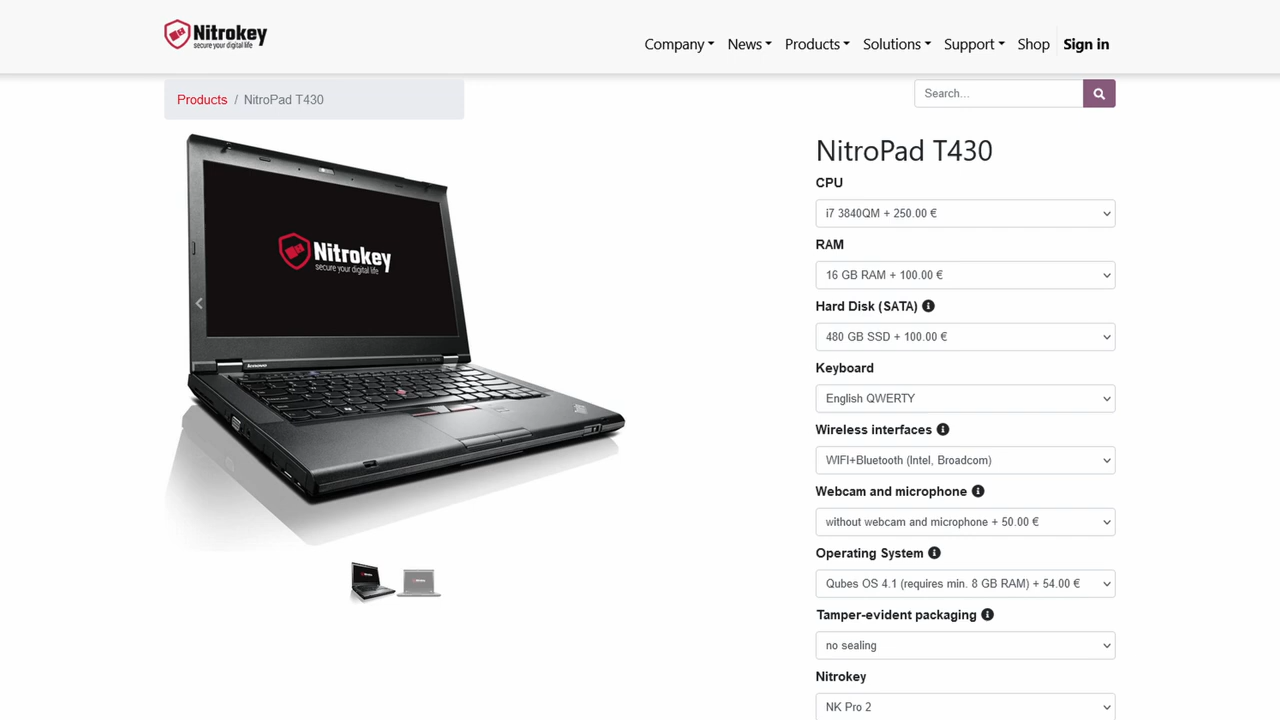 Nitrokey
secure your digital life
Company News Products Solutions Support Shop Sign in
Products / NitroPad T430
Search...
NitroPad T430
CPU
i7 3840QM + 250.00 €
RAM
16 GB RAM + 100.00 €
Hard Disk (SATA)
480 GB SSD + 100.00 €
Keyboard
English QWERTY
Wireless interfaces
WIFI+Bluetooth (Intel, Broadcom)
Webcam and microphone
without webcam and microphone + 50.00 €
Operating System
Qubes OS 4.1 (requires min. 8 GB RAM) + 54.00 €
Tamper-evident packaging
no sealing
Nitrokey
NK Pro 2
Nitrokey
secure your digital life
lenovo